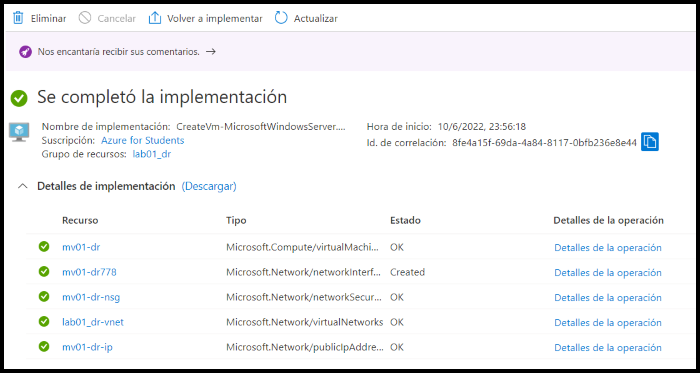 Eliminar Cancelar Volver a implementar Actualizar
Nos encantaría recibir sus comentarios. →
Se completó la implementación
Nombre de implementación: CreateVm-MicrosoftWindowsServer.... Hora de inicio: 10/6/2022, 23:56:18
Suscripción: Azure for Students Id. de correlación: 8fe4a15f-69da-4a84-8117-0bfb236e8e44
Grupo de recursos: lab01_dr
Detalles de implementación (Descargar)
Recurso Tipo Estado Detalles de la operación
mv01-dr Microsoft.Compute/virtualMachi... OK Detalles de la operación
mv01-dr778 Microsoft.Network/networkInterf... Created Detalles de la operación
mv01-dr-nsg Microsoft.Network/networkSecur... OK Detalles de la operación
lab01_dr-vnet Microsoft.Network/virtualNetworks OK Detalles de la operación
mv01-dr-ip Microsoft.Network/publicIpAddre... OK Detalles de la operación